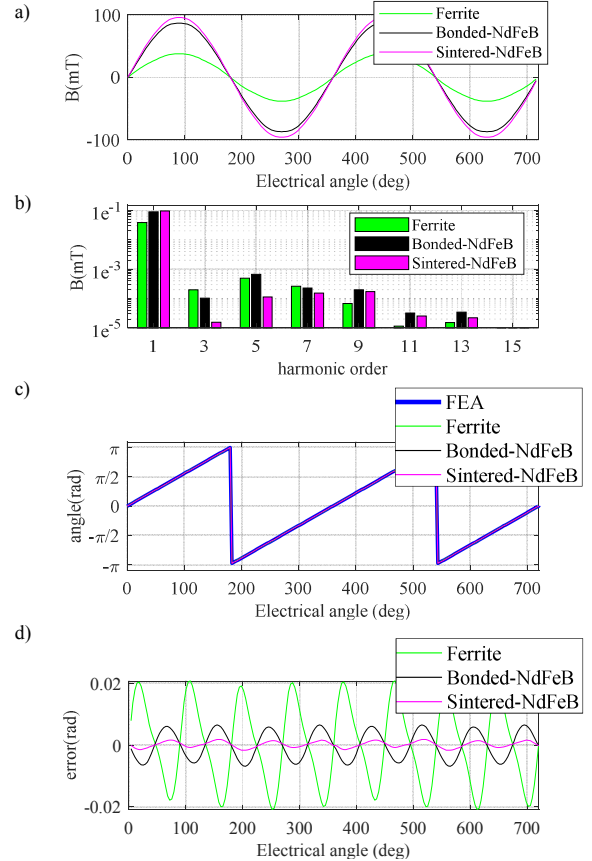 a)
Ferrite
Bonded-NdFeB
Sintered-NdFeB
B(mT)
100
0
-100
0 100 200 300 400 500 600 700
Electrical angle (deg)
b)
B(mT)
1e⁻¹
1e⁻³
1e⁻⁵
Ferrite
Bonded-NdFeB
Sintered-NdFeB
1 3 5 7 9 11 13 15
harmonic order
c)
FEA
Ferrite
Bonded-NdFeB
Sintered-NdFeB
angle(rad)
π
π/2
0
-π/2
-π
0 100 200 300 400 500 600 700
Electrical angle (deg)
d)
Ferrite
Bonded-NdFeB
Sintered-NdFeB
error(rad)
0.02
0
-0.02
0 100 200 300 400 500 600 700
Electrical angle (deg)